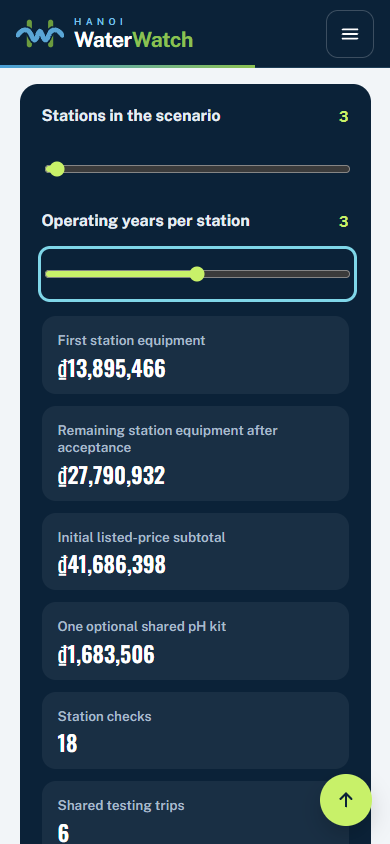 HANOI
WaterWatch
Stations in the scenario 3
Operating years per station 3
First station equipment
₫13,895,466
Remaining station equipment after
acceptance
₫27,790,932
Initial listed-price subtotal
₫41,686,398
One optional shared pH kit
₫1,683,506
Station checks
18
Shared testing trips
6